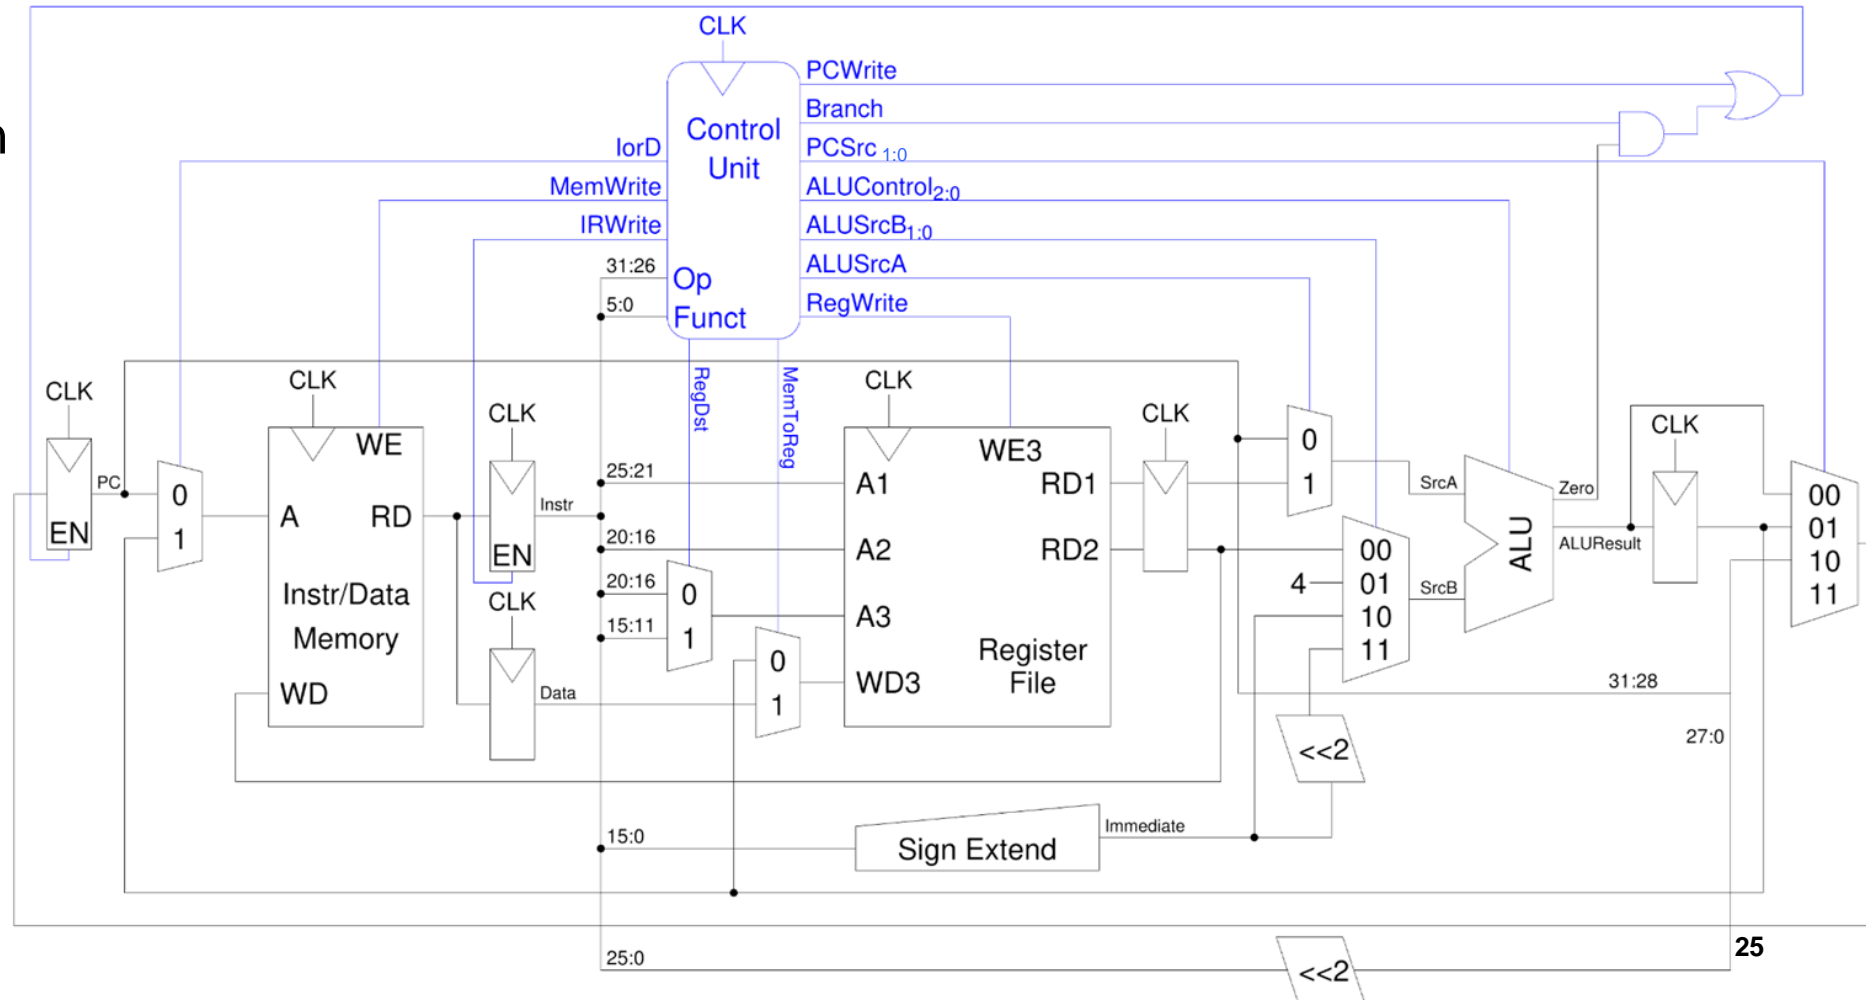 CLK
PCWrite
Branch
n
Control
Unit
IorD
PCSrc 1:0
MemWrite
ALUControl2:0
IRWrite
ALUSrcB1:0
31:26
Op
ALUSrcA
5:0
Funct
RegWrite
CLK
CLK
CLK
CLK
CLK
CLK
RegDst
MemToReg
WE
WE3
0
PC
0
1
EN
A
RD
Instr
EN
25:21
A1
RD1
1
SrcA
Zero
00
01
10
11
20:16
A2
RD2
00
4
01
10
11
SrcB
ALU
ALUResult
CLK
Instr/Data
Memory
20:16
0
15:11
1
A3
Register
File
0
1
WD3
WD
Data
31:28
27:0
<<2
15:0
Sign Extend
Immediate
25
25:0
<<2